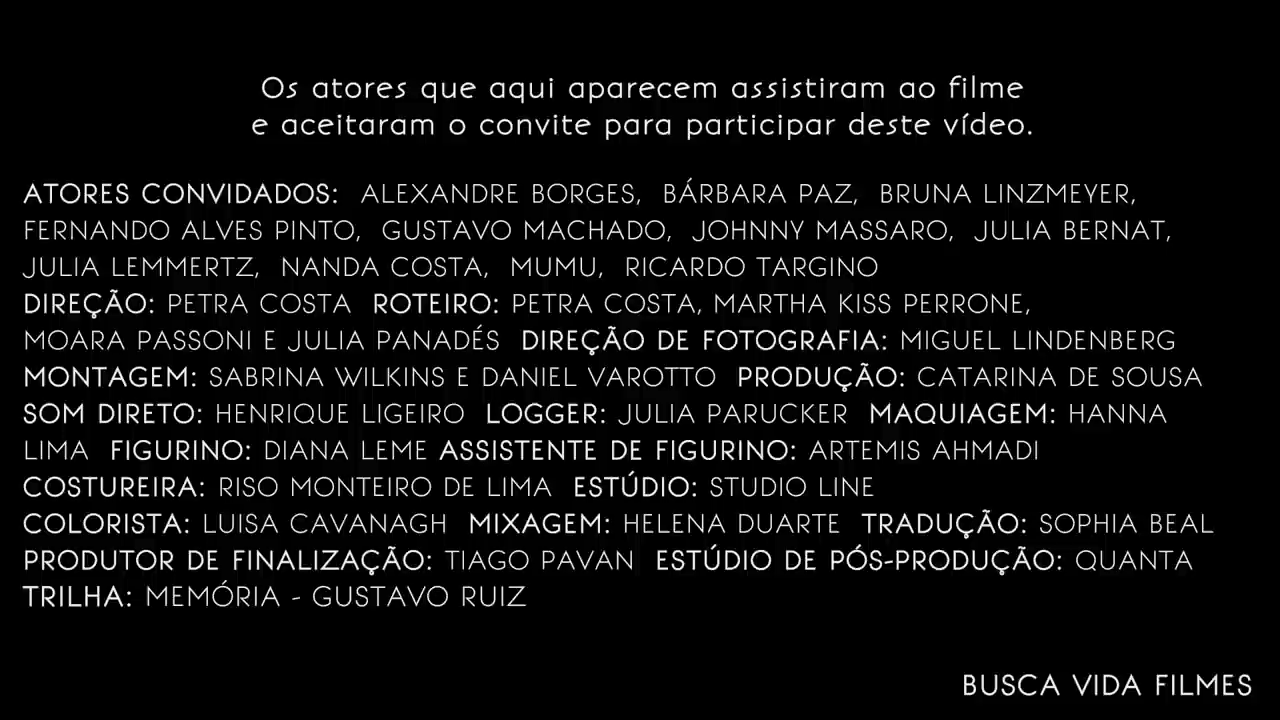 Os atores que aqui aparecem assistiram ao filme
e aceitaram o convite para participar deste vídeo.
ATORES CONVIDADOS: ALEXANDRE BORGES, BÁRBARA PAZ, BRUNA LINZMEYER,
FERNANDO ALVES PINTO, GUSTAVO MACHADO, JOHNNY MASSARO, JULIA BERNAT,
JULIA LEMMERTZ, NANDA COSTA, MUMU, RICARDO TARGINO
DIREÇÃO: PETRA COSTA ROTEIRO: PETRA COSTA, MARTHA KISS PERRONE,
MOARA PASSONI E JULIA PANADÉS DIREÇÃO DE FOTOGRAFIA: MIGUEL LINDENBERG
MONTAGEM: SABRINA WILKINS E DANIEL VAROTTO PRODUÇÃO: CATARINA DE SOUSA
SOM DIRETO: HENRIQUE LIGEIRO LOGGER: JULIA PARUCKER MAQUIAGEM: HANNA
LIMA FIGURINO: DIANA LEME ASSISTENTE DE FIGURINO: ARTEMIS AHMADI
COSTUREIRA: RISO MONTEIRO DE LIMA ESTÚDIO: STUDIO LINE
COLORISTA: LUISA CAVANAGH MIXAGEM: HELENA DUARTE TRADUÇÃO: SOPHIA BEAL
PRODUTOR DE FINALIZAÇÃO: TIAGO PAVAN ESTÚDIO DE PÓS-PRODUÇÃO: QUANTA
TRILHA: MEMÓRIA - GUSTAVO RUIZ
BUSCA VIDA FILMES